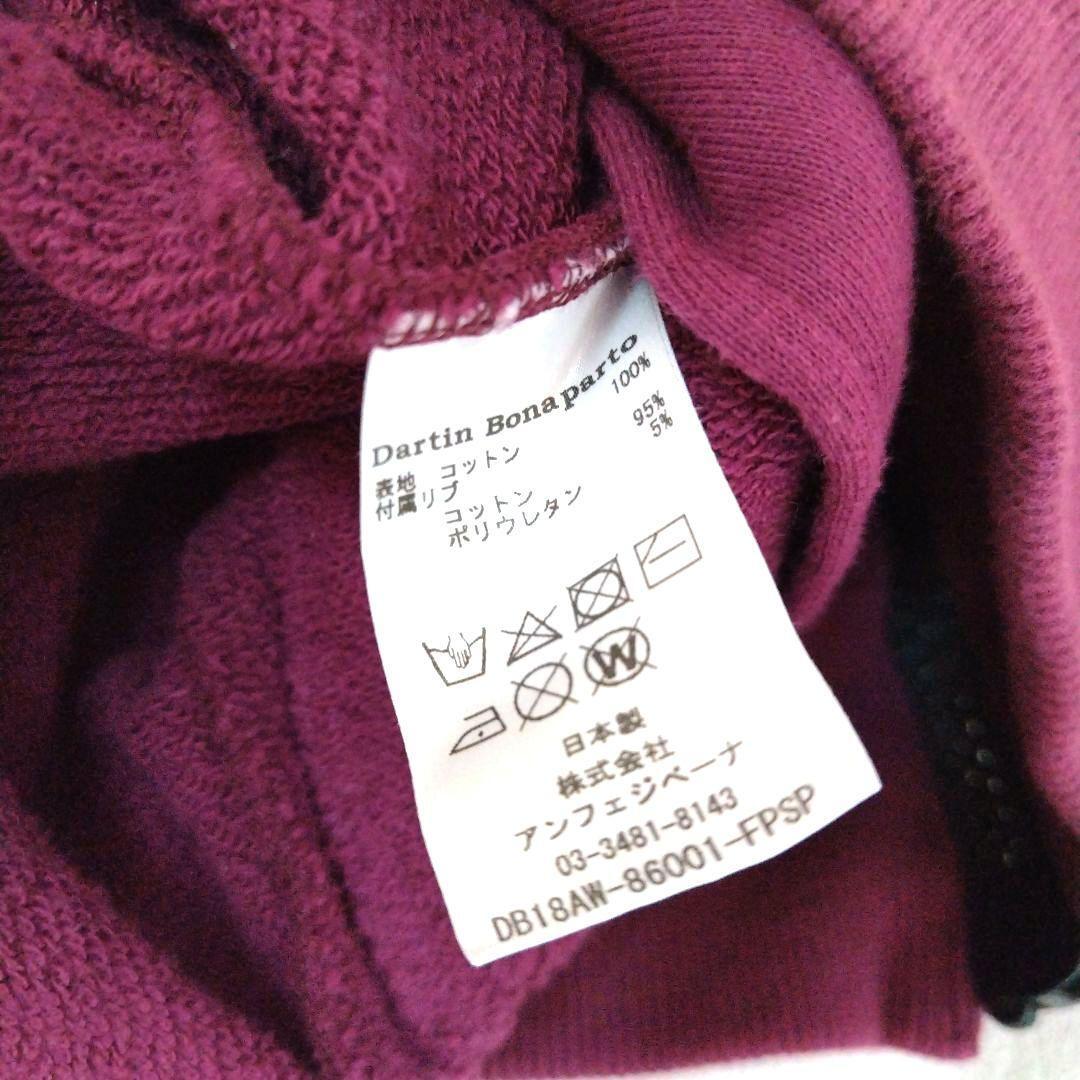 Dartin Bonaparto
表地 コットン 100%
付属リブ
コットン 95%
ポリウレタン 5%
W
日本製
株式会社
アンフェジペーナ
03-3481-8143
DB18AW-86001-FPSP